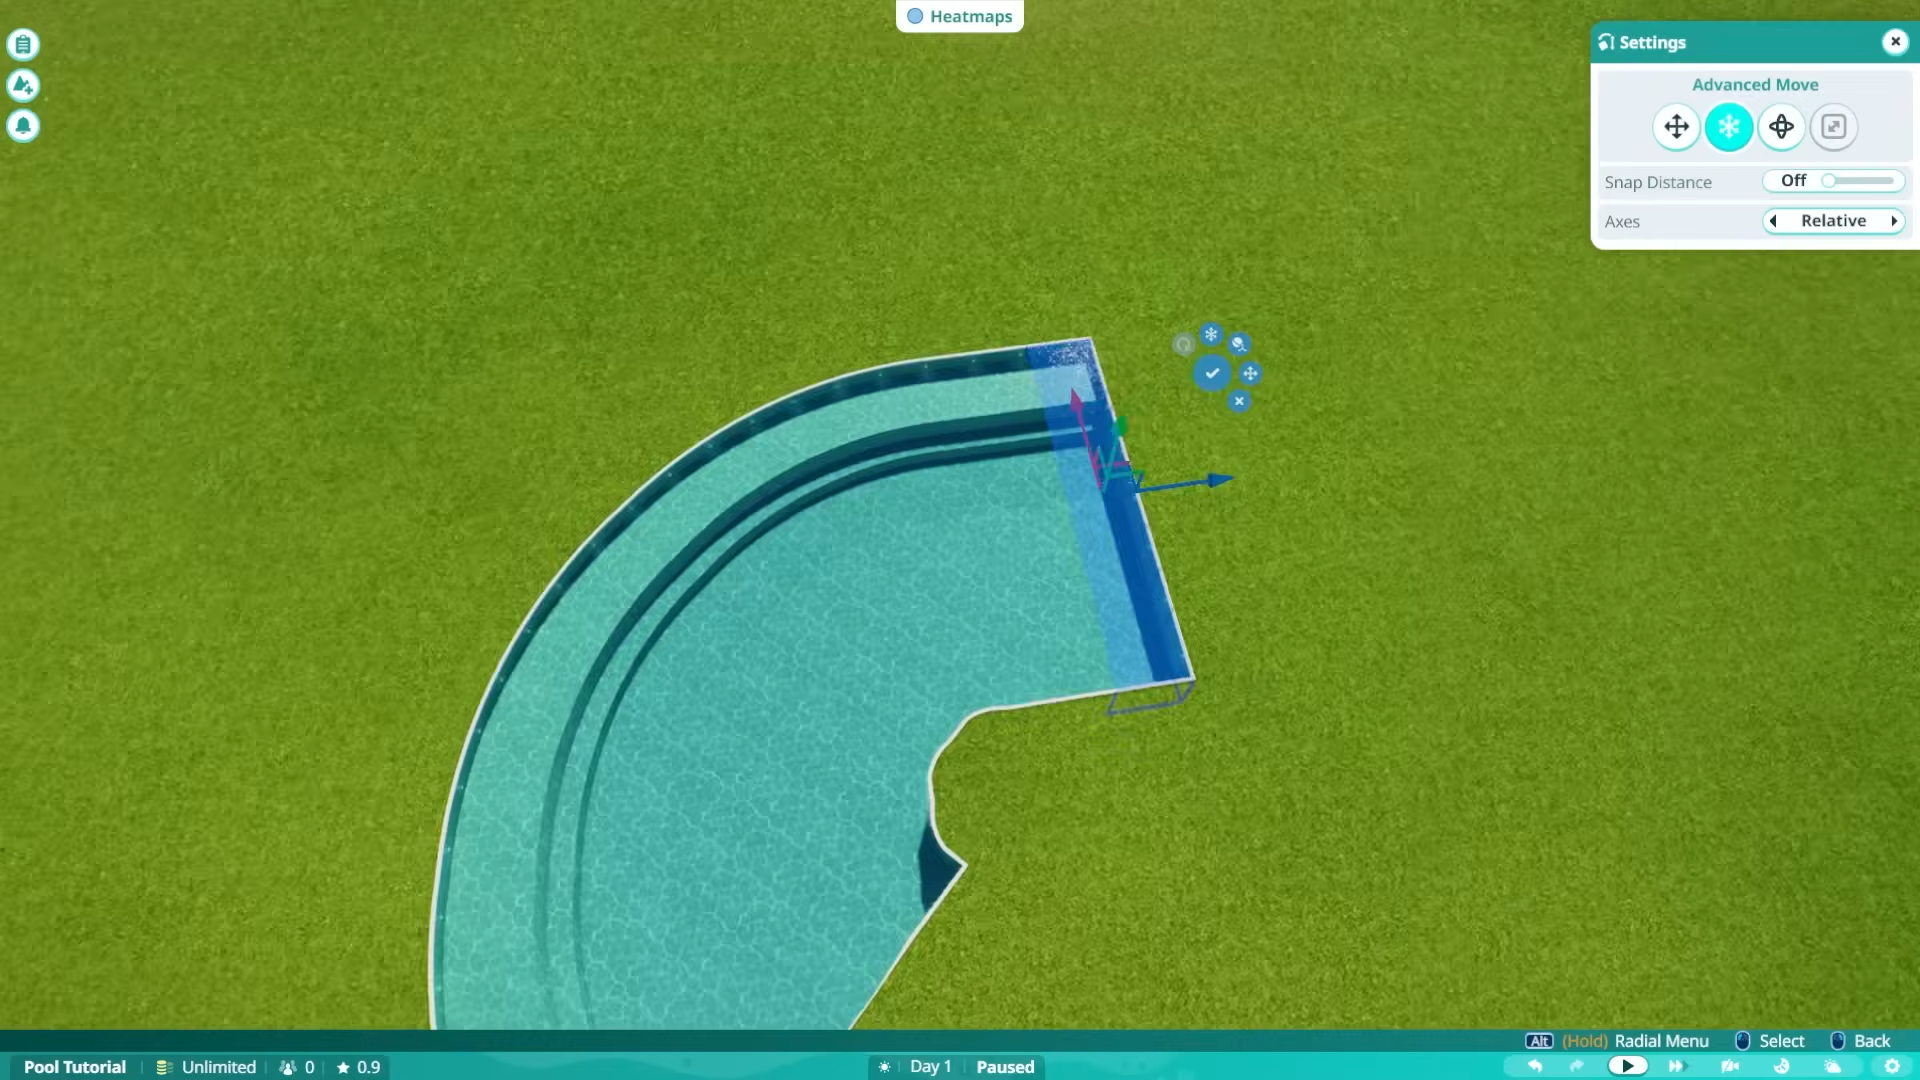 Heatmaps
Settings
Advanced Move
Snap Distance Off
Axes Relative
Alt (Hold) Radial Menu Select Back
Pool Tutorial Unlimited 0 0.9 Day 1 Paused